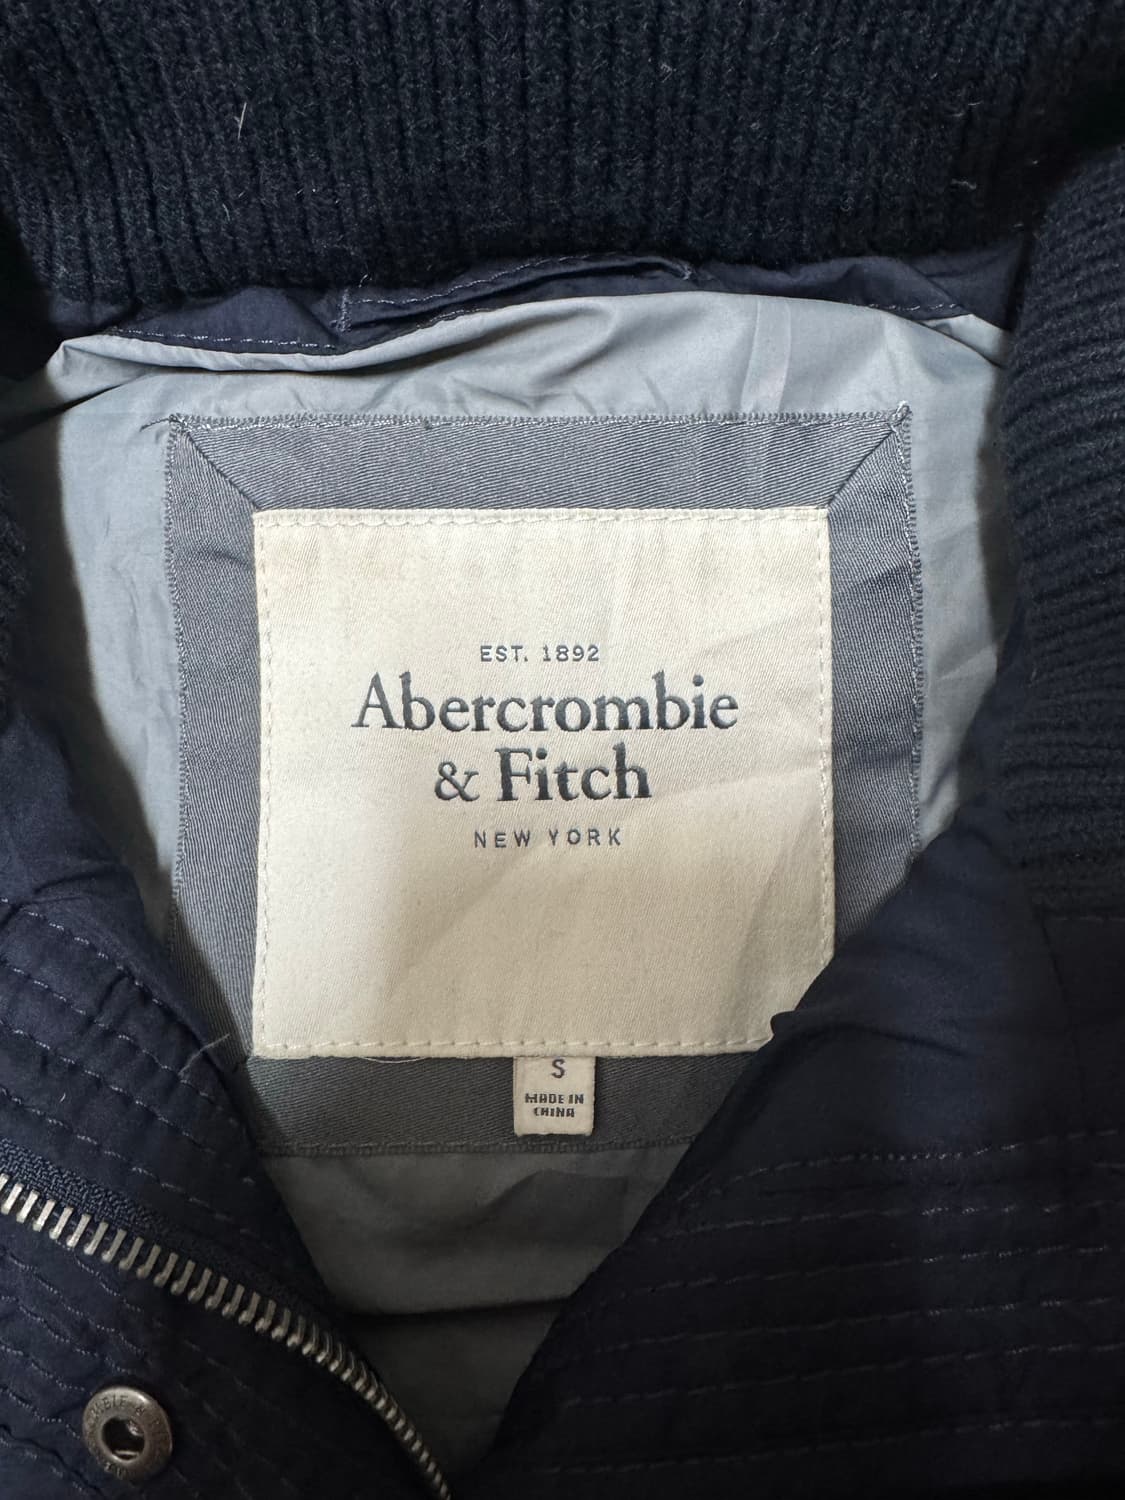 EST. 1892
Abercrombie
& Fitch
NEW YORK
S
MADE IN
CHINA